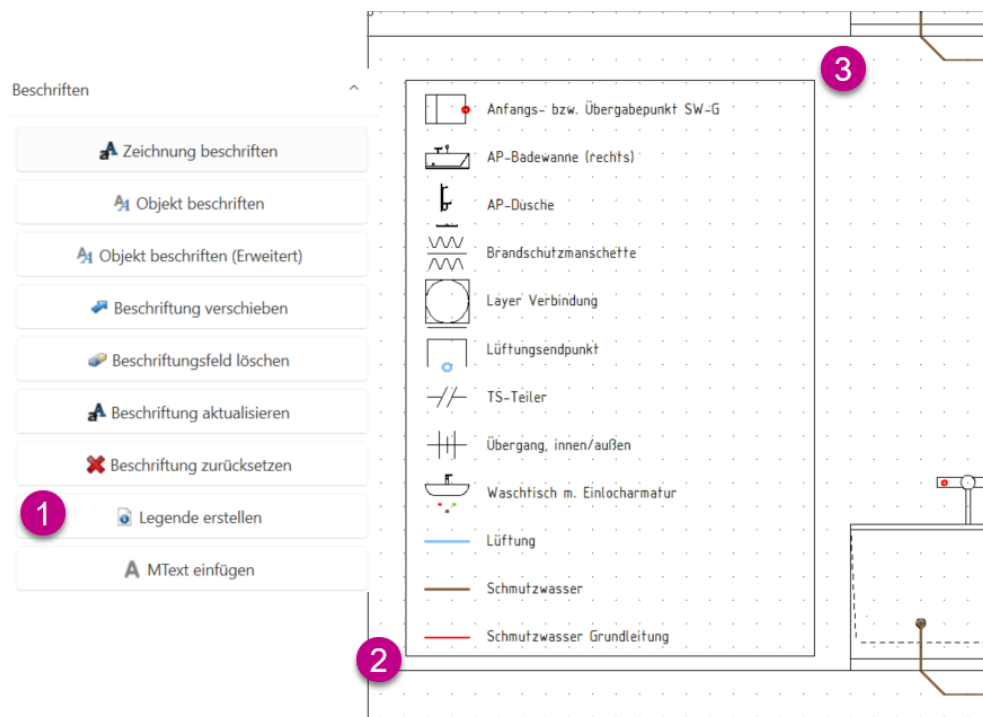 Beschriften
Zeichnung beschriften
Objekt beschriften
Objekt beschriften (Erweitert)
Beschriftung verschieben
Beschriftungsfeld löschen
Beschriftung aktualisieren
Beschriftung zurücksetzen
1
Legende erstellen
MText einfügen
3
Anfangs- bzw. Übergabepunkt SW-G
AP-Badewanne (rechts)
AP-Dusche
Brandschutzmanschette
Layer Verbindung
Lüftungsendpunkt
TS-Teiler
Übergang, innen/außen
Waschtisch m. Einlocharmatur
Lüftung
Schmutzwasser
Schmutzwasser Grundleitung
2